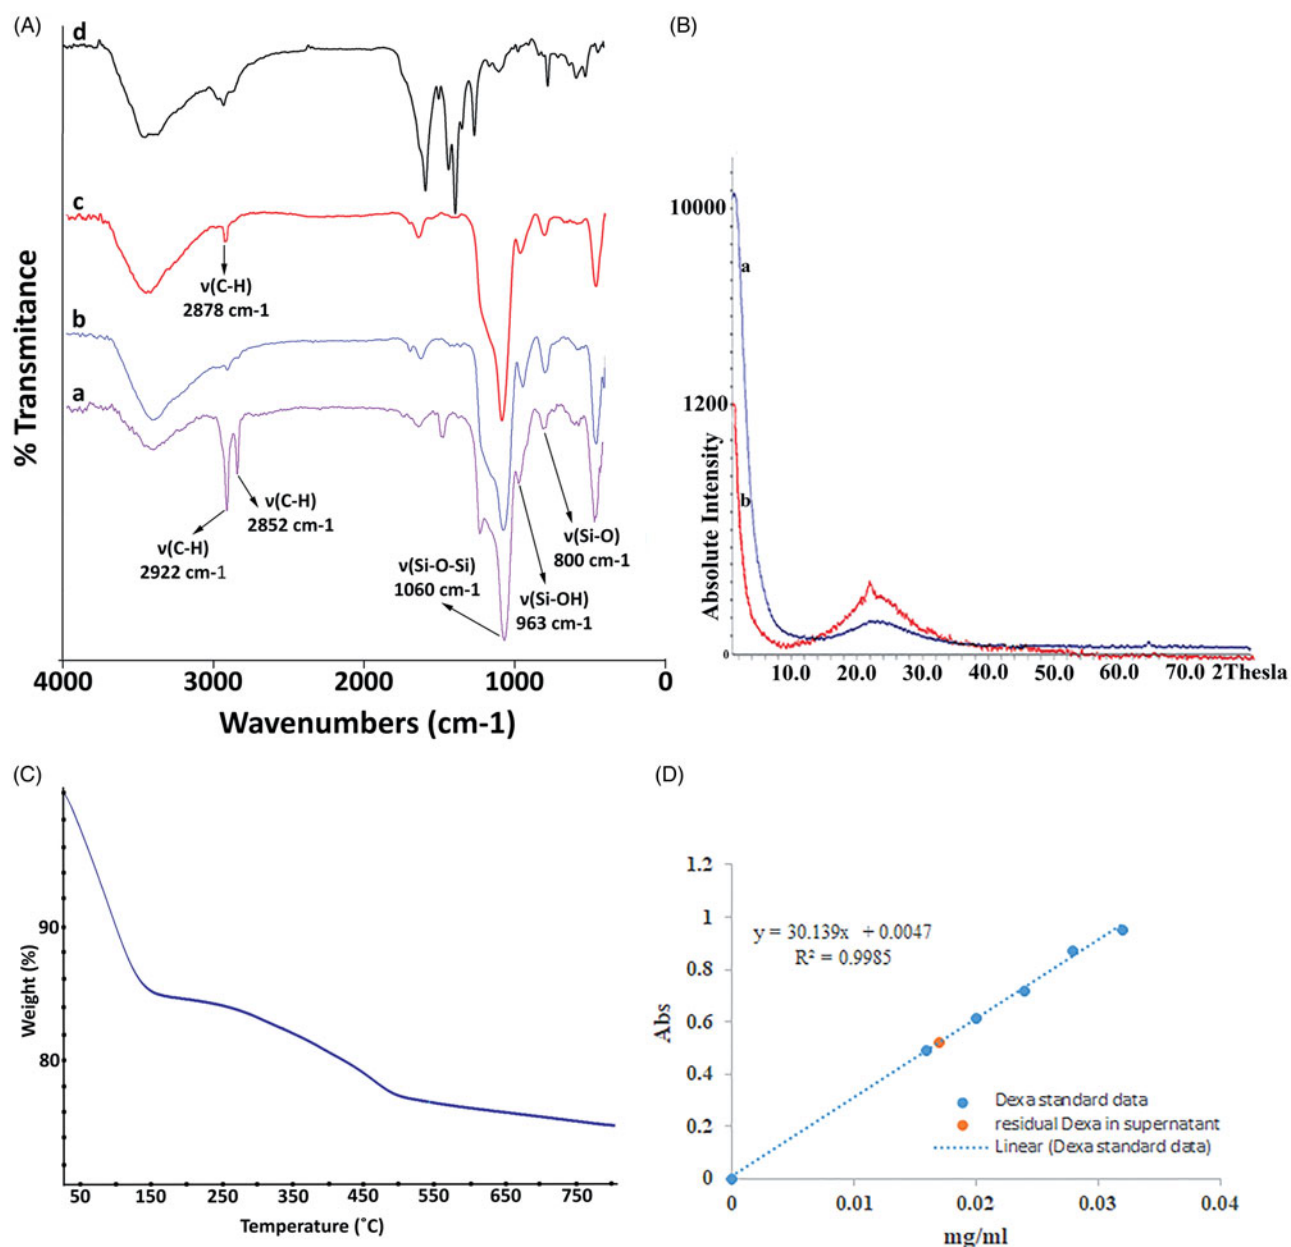 (A)
d
c
ν(C-H)
2878 cm-1
b
a
ν(C-H)
2922 cm-1
ν(C-H)
2852 cm-1
ν(Si-O-Si)
1060 cm-1
ν(Si-OH)
963 cm-1
ν(Si-O)
800 cm-1
% Transmitance
4000 3000 2000 1000 0
Wavenumbers (cm-1)
(B)
10000
a
1200
b
Absolute Intensity
0
10.0 20.0 30.0 40.0 50.0 60.0 70.0 2Thesla
(C)
90
80
Weight (%)
50 150 250 350 450 550 650 750
Temperature (˚C)
(D)
1.2
1
0.8
0.6
0.4
0.2
0
Abs
y = 30.139x + 0.0047
R² = 0.9985
Dexa standard data
residual Dexa in supernatant
Linear (Dexa standard data)
0 0.01 0.02 0.03 0.04
mg/ml